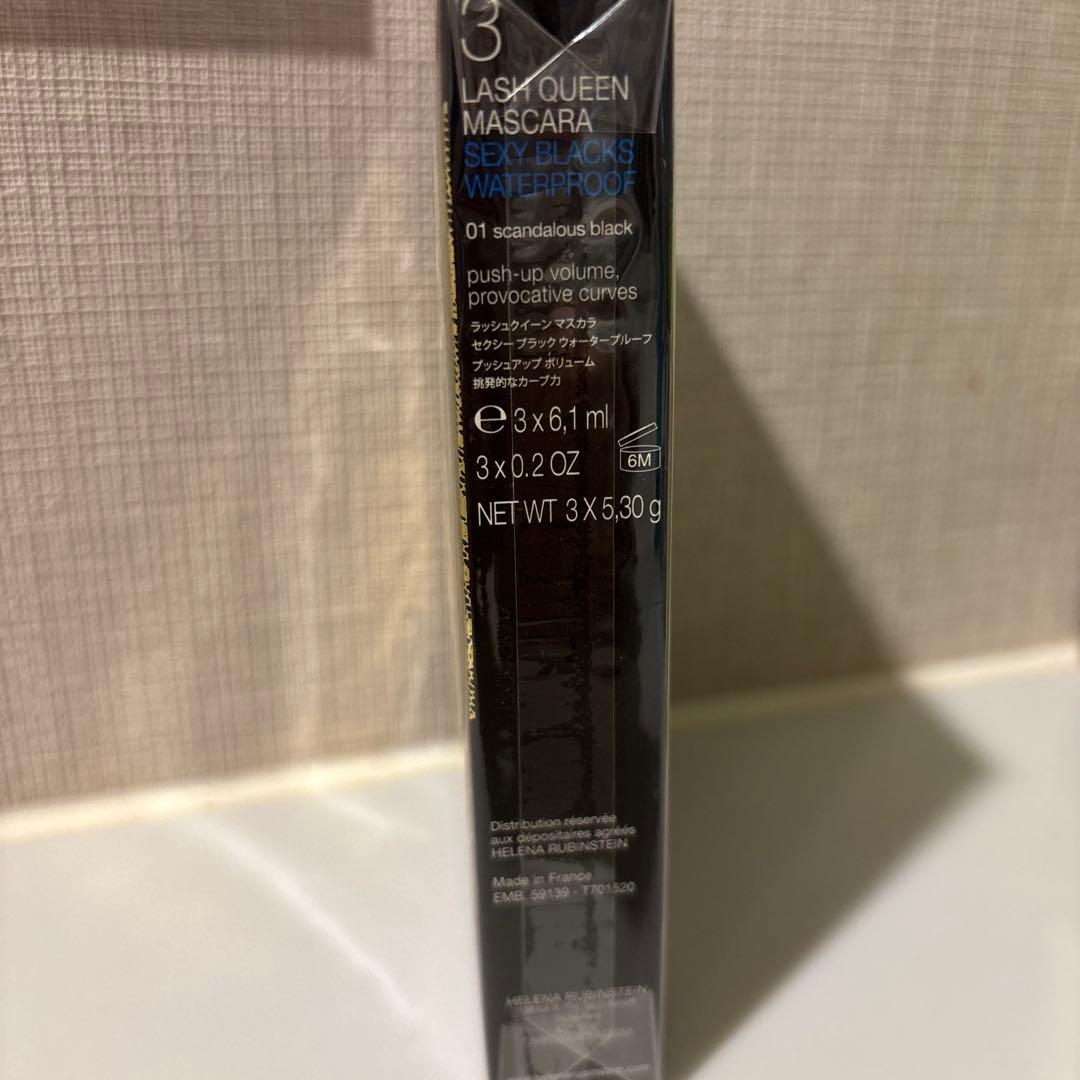 3
LASH QUEEN
MASCARA
SEXY BLACKS
WATERPROOF
01 scandalous black
push-up volume,
provocative curves
ラッシュクイーン マスカラ
セクシー ブラック ウォータープルーフ
プッシュアップ ボリューム
挑発的なカーブ力
℮ 3 x 6,1 ml
3 x 0.2 OZ
6M
NET WT 3 X 5,30 g
Distribution réservée
aux dépositaires agréés
HELENA RUBINSTEIN
Made in France
EMB. 59139 - T701520
HELENA RUBINSTEIN